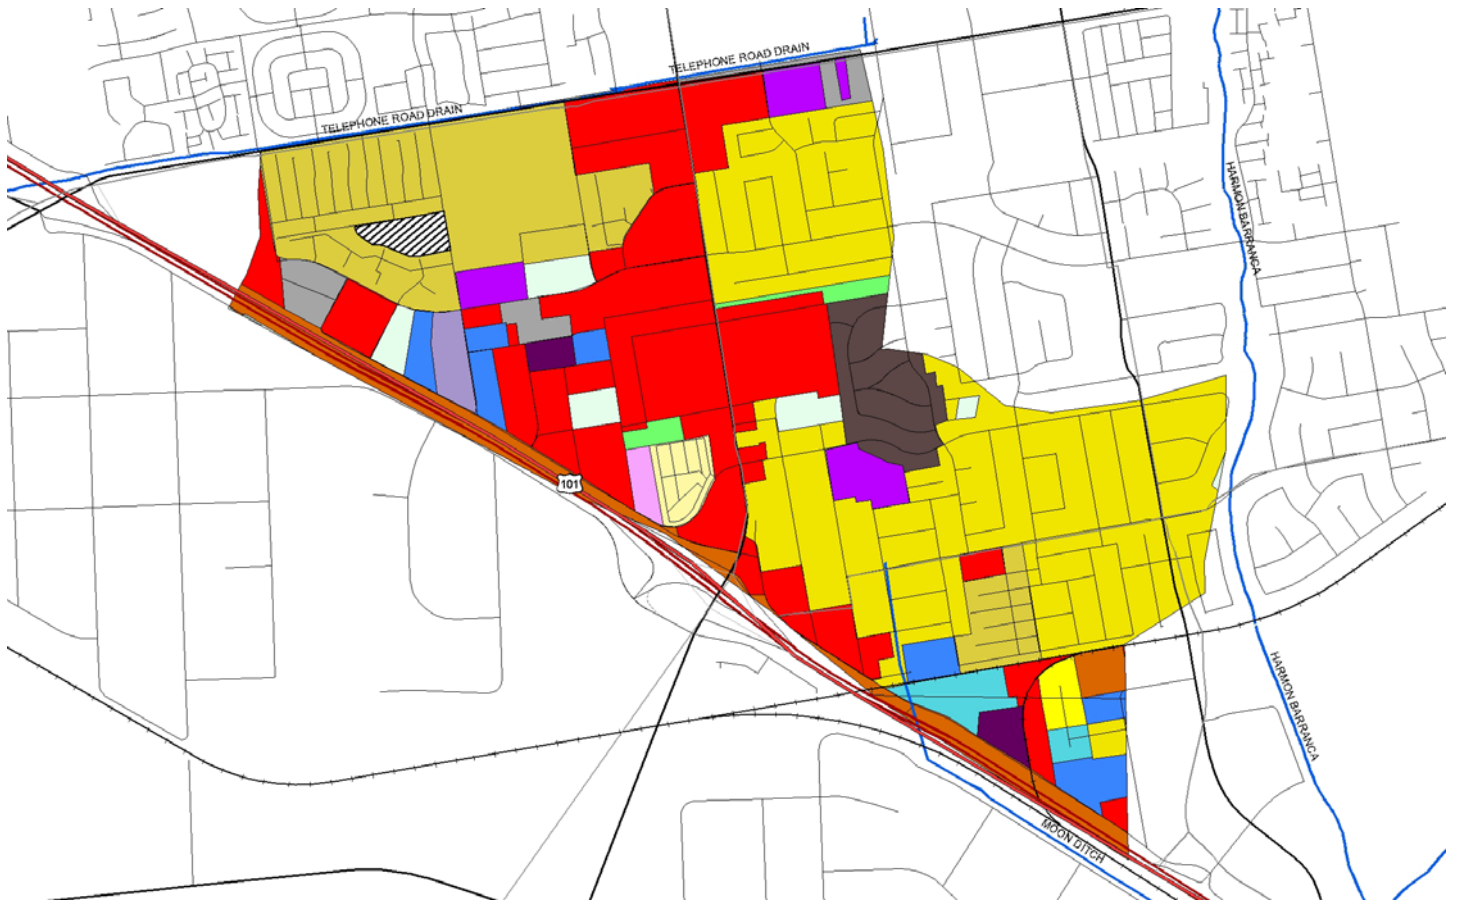 TELEPHONE ROAD DRAIN
TELEPHONE ROAD DRAIN
HARMON BARRANCA
101
HARMON BARRANCA
MOON DITCH